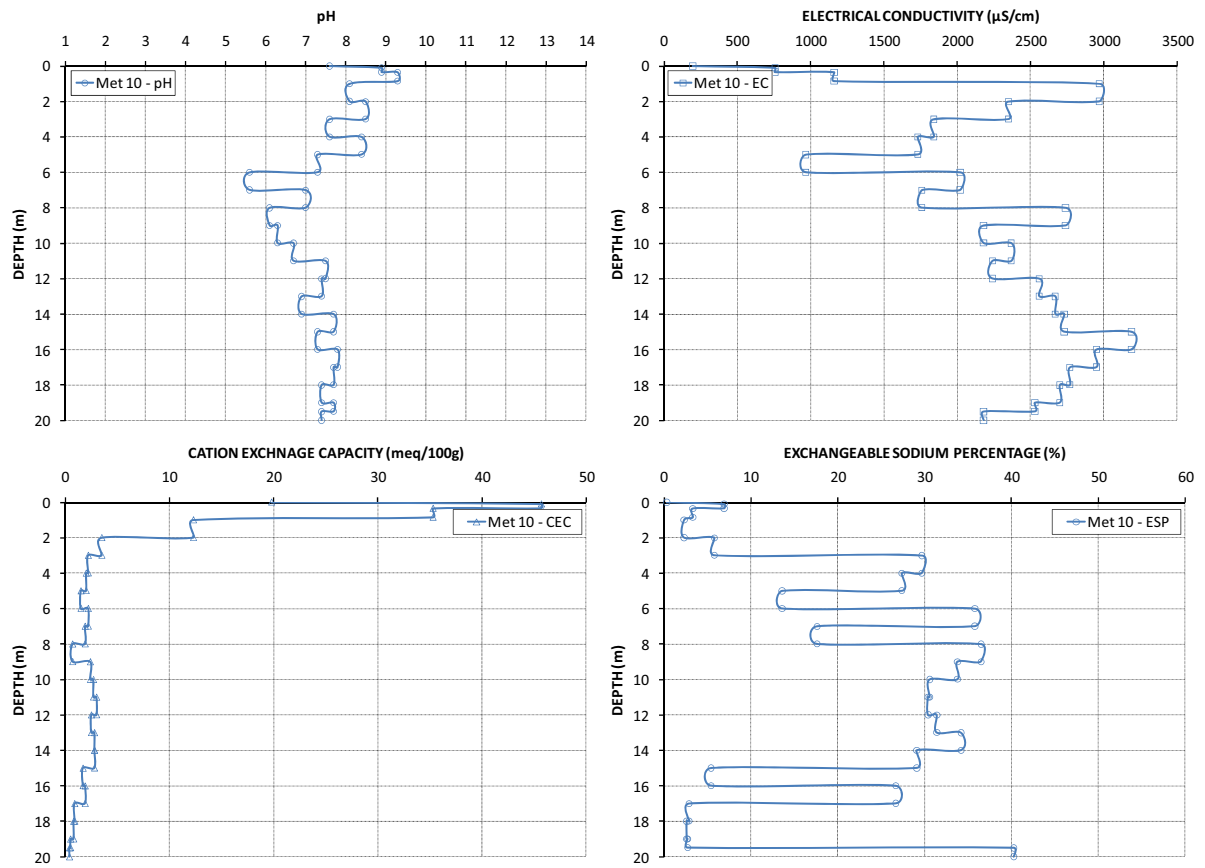 pH
1 2 3 4 5 6 7 8 9 10 11 12 13 14
0
2
4
6
8
10
12
14
16
18
20
DEPTH (m)
Met 10 - pH
ELECTRICAL CONDUCTIVITY (µS/cm)
0 500 1000 1500 2000 2500 3000 3500
0
2
4
6
8
10
12
14
16
18
20
DEPTH (m)
Met 10 - EC
CATION EXCHNAGE CAPACITY (meq/100g)
0 10 20 30 40 50
0
2
4
6
8
10
12
14
16
18
20
DEPTH (m)
Met 10 - CEC
EXCHANGEABLE SODIUM PERCENTAGE (%)
0 10 20 30 40 50 60
0
2
4
6
8
10
12
14
16
18
20
DEPTH (m)
Met 10 - ESP